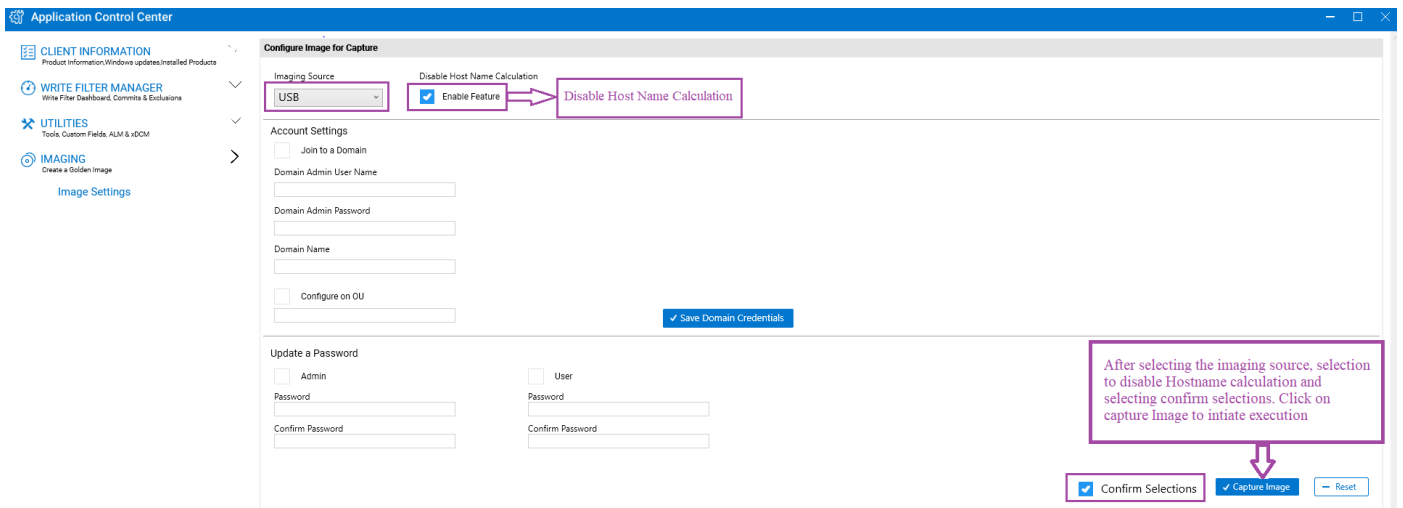 Application Control Center
CLIENT INFORMATION
Product Information,Windows updates,Installed Products
WRITE FILTER MANAGER
Write Filter Dashboard, Commits & Exclusions
UTILITIES
Tools, Custom Fields, ALM & xDCM
IMAGING
Create a Golden Image
Image Settings
Configure Image for Capture
Imaging Source
Disable Host Name Calculation
USB
Enable Feature
Disable Host Name Calculation
Account Settings
Join to a Domain
Domain Admin User Name
Domain Admin Password
Domain Name
Configure on OU
Save Domain Credentials
Update a Password
Admin
User
Password
Password
Confirm Password
Confirm Password
After selecting the imaging source, selection
to disable Hostname calculation and
selecting confirm selections. Click on
capture Image to intiate execution
Confirm Selections
Capture Image
Reset